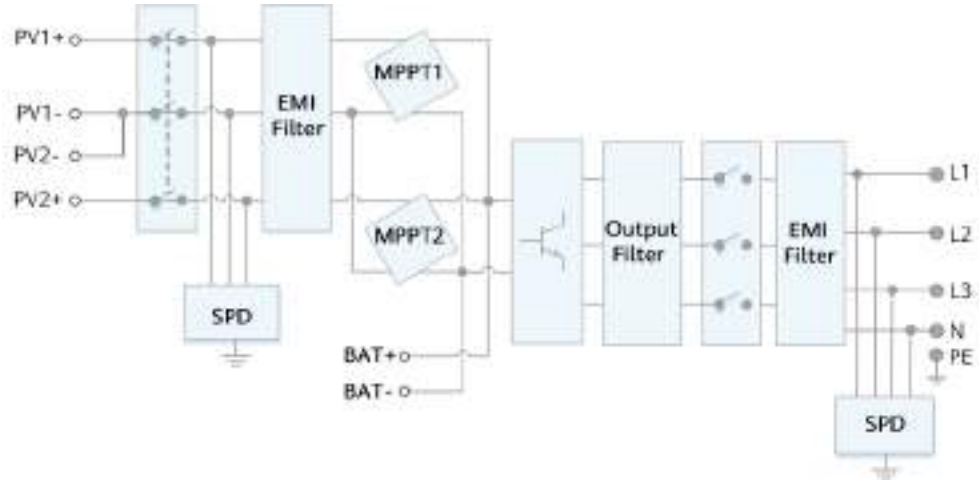 PV1+
PV1-
PV2-
PV2+
EMI
Filter
SPD
MPPT1
MPPT2
BAT+
BAT-
Output
Filter
EMI
Filter
L1
L2
L3
N
PE
SPD